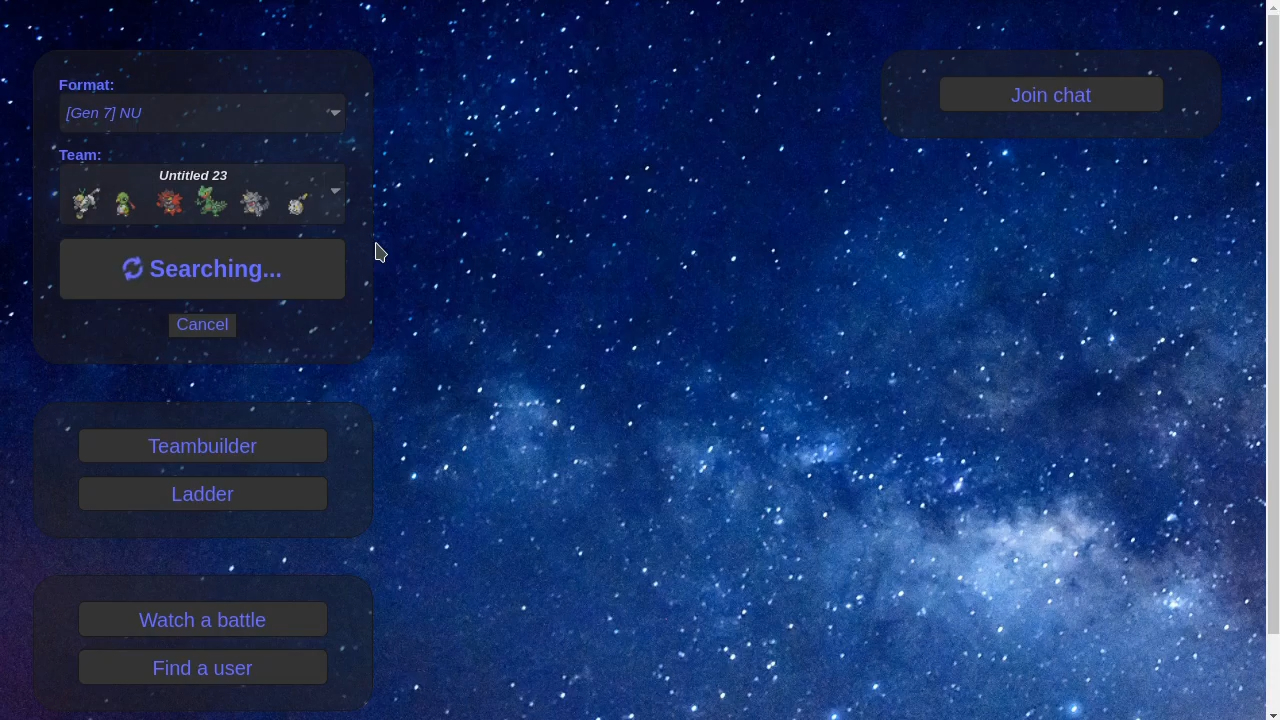 Format:
[Gen 7] NU
Team:
Untitled 23
Searching...
Cancel
Teambuilder
Ladder
Watch a battle
Find a user
Join chat